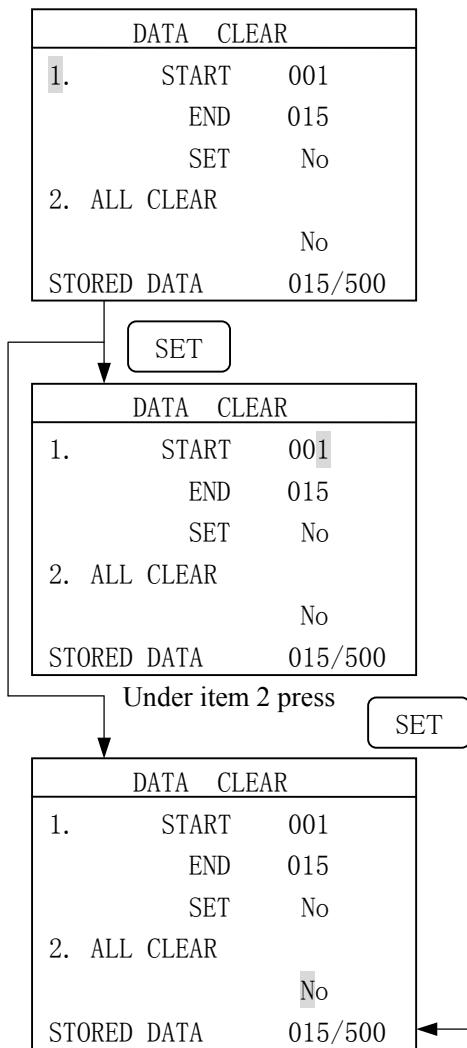 DATA CLEAR
1. START 001
END 015
SET No
2. ALL CLEAR
No
STORED DATA 015/500
SET
DATA CLEAR
1. START 001
END 015
SET No
2. ALL CLEAR
No
STORED DATA 015/500
Under item 2 press
SET
DATA CLEAR
1. START 001
END 015
SET No
2. ALL CLEAR
No
STORED DATA 015/500